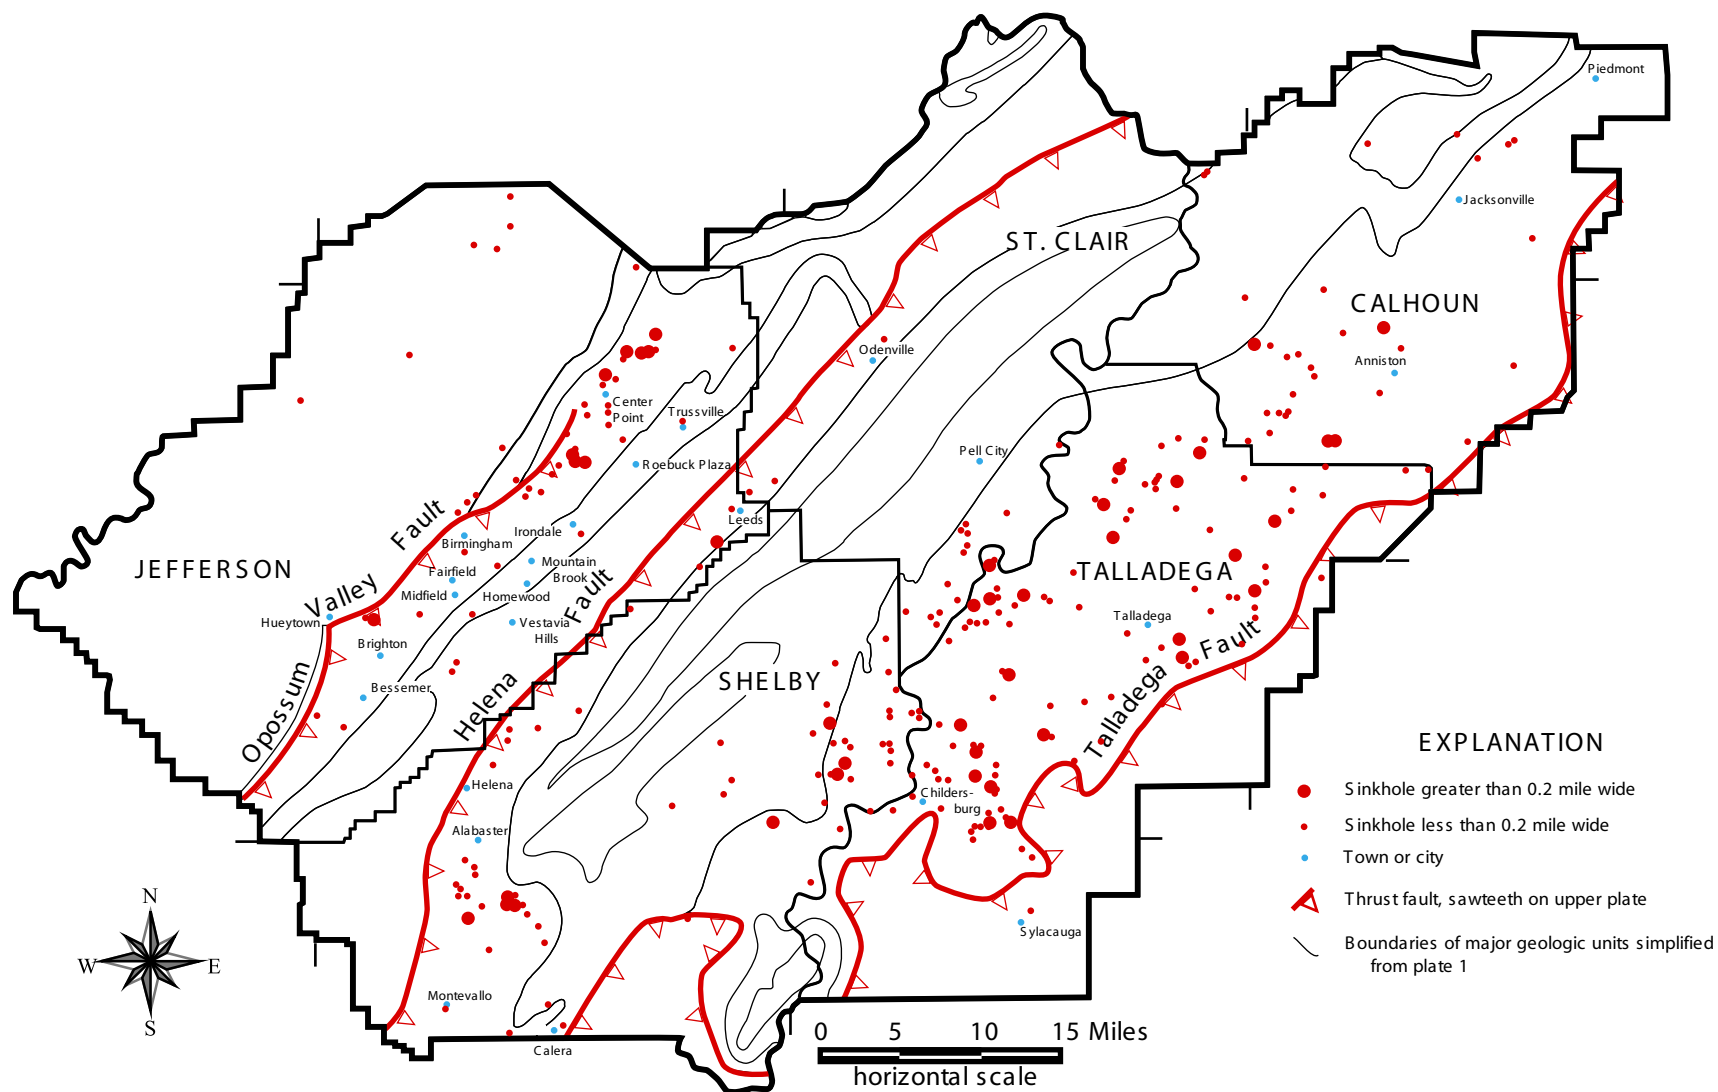 Piedmont
Jacksonville
ST. CLAIR
CALHOUN
Odenville
Anniston
Center
Point
Trussville
Roebuck Plaza
Pell City
Fault
Leeds
Irondale
Birmingham
JEFFERSON
Fairfield
Mountain
Brook
TALLADEGA
Midfield
Homewood
Valley
Fault
Hueytown
Vestavia
Hills
Talladega
Brighton
Fault
Bessemer
SHELBY
Opossum
Helena
Talladega
EXPLANATION
Helena
Childers-
burg
Sinkhole greater than 0.2 mile wide
Alabaster
Sinkhole less than 0.2 mile wide
Town or city
N
Thrust fault, sawteeth on upper plate
Sylacauga
Boundaries of major geologic units simplified
from plate 1
W
E
Montevallo
S
Calera
0 5 10 15 Miles
horizontal scale